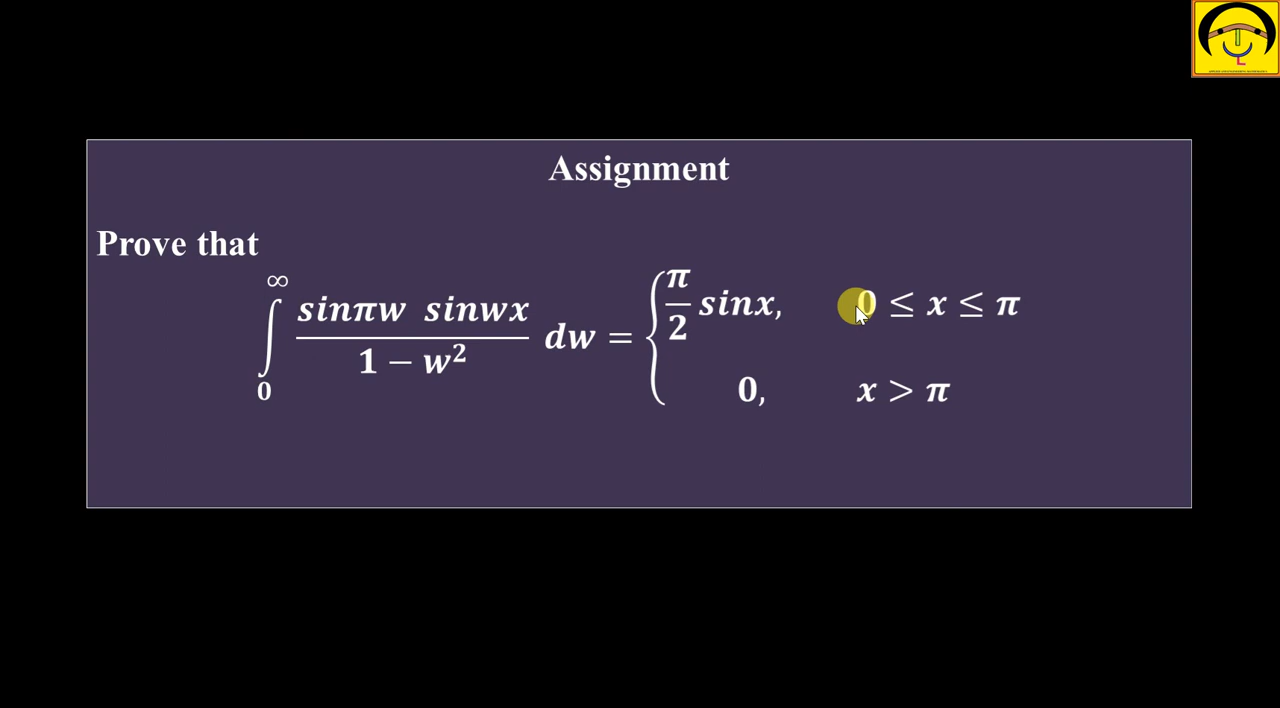 Assignment
Prove that
∫₀^∞ (sinπw sinwx)/(1 − w²) dw = { π/2 sinx, 0 ≤ x ≤ π
0, x > π